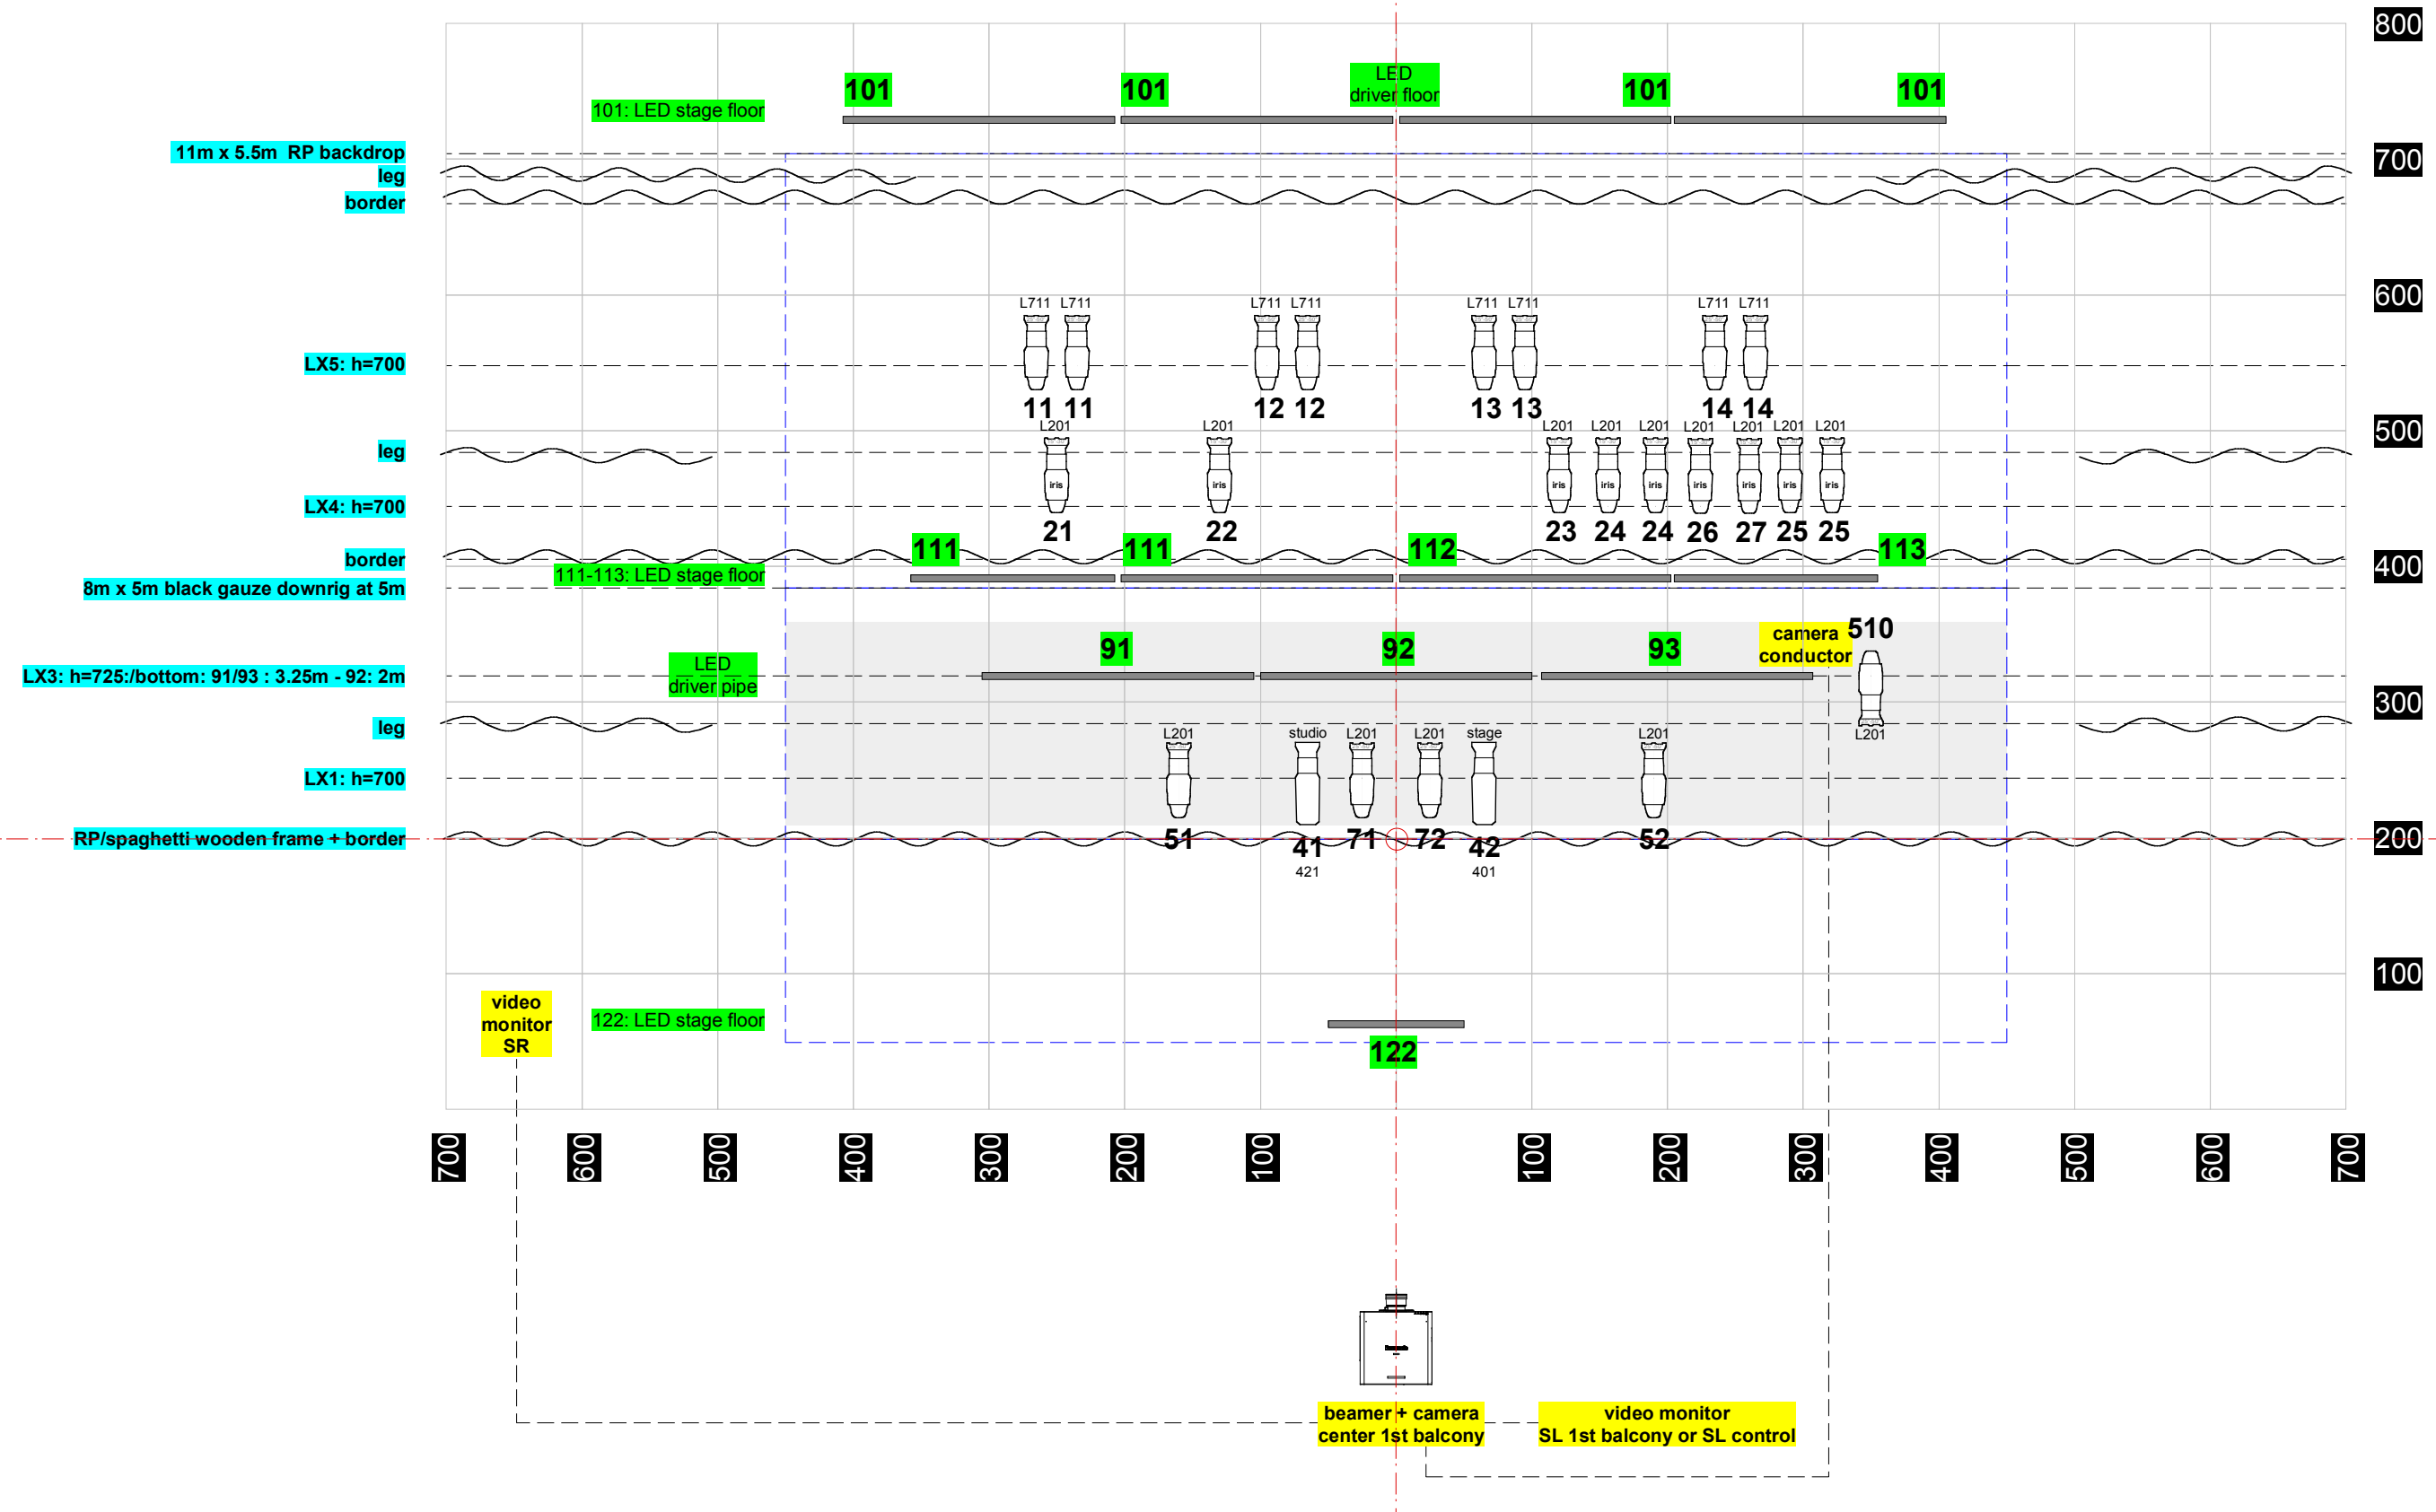 800
LED
driver floor
101 101 101 101
101: LED stage floor
11m x 5.5m RP backdrop
700
leg
border
600
L711 L711 L711 L711 L711 L711 L711 L711
LX5: h=700
11 11 12 12 13 13 14 14
L201 L201 L201 L201 L201 L201 L201 L201 L201
500
leg
iris iris iris iris iris iris iris iris iris
LX4: h=700
21 22 23 24 24 26 27 25 25
111 111 112 113
border
400
111-113: LED stage floor
8m x 5m black gauze downrig at 5m
camera
conductor
510
91 92 93
LED
driver pipe
LX3: h=725:/bottom: 91/93 : 3.25m - 92: 2m
300
leg
L201 studio L201 L201 stage L201 L201
LX1: h=700
RP/spaghetti wooden frame + border
51 41 71 72 42 52
200
421 401
100
video
monitor
SR
122: LED stage floor
122
700 600 500 400 300 200 100 100 200 300 400 500 600 700
beamer + camera
center 1st balcony
video monitor
SL 1st balcony or SL control